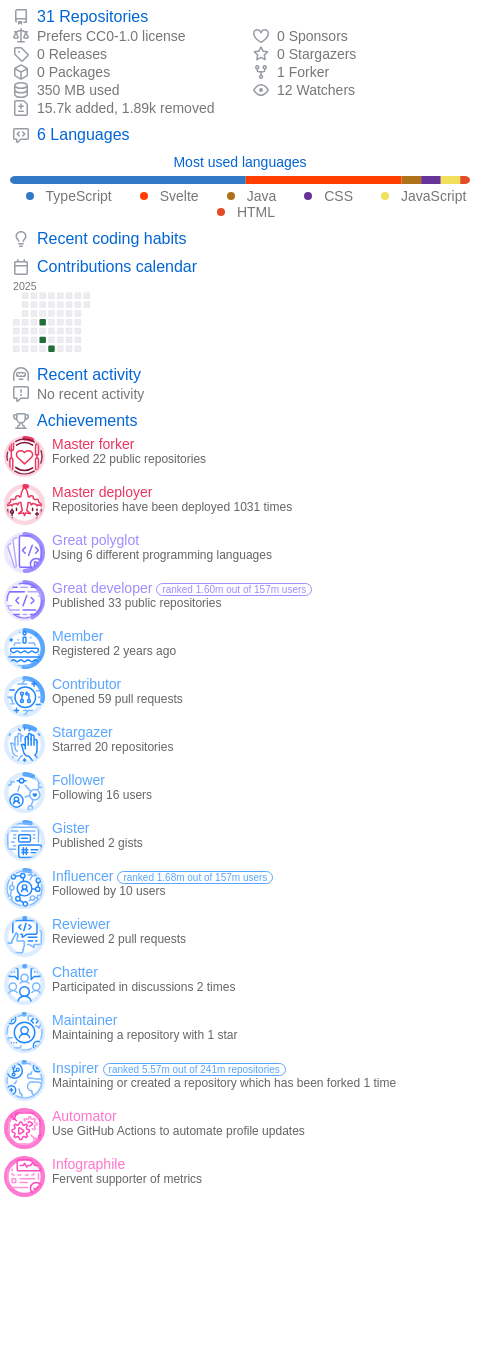 31 Repositories
Prefers CC0-1.0 license
0 Sponsors
0 Releases
0 Stargazers
0 Packages
1 Forker
350 MB used
12 Watchers
15.7k added, 1.89k removed
6 Languages
Most used languages
TypeScript Svelte Java CSS JavaScript
HTML
Recent coding habits
Contributions calendar
2025
Recent activity
No recent activity
Achievements
Master forker
Forked 22 public repositories
Master deployer
Repositories have been deployed 1031 times
Great polyglot
Using 6 different programming languages
Great developer ranked 1.60m out of 157m users
Published 33 public repositories
Member
Registered 2 years ago
Contributor
Opened 59 pull requests
Stargazer
Starred 20 repositories
Follower
Following 16 users
Gister
Published 2 gists
Influencer ranked 1.68m out of 157m users
Followed by 10 users
Reviewer
Reviewed 2 pull requests
Chatter
Participated in discussions 2 times
Maintainer
Maintaining a repository with 1 star
Inspirer ranked 5.57m out of 241m repositories
Maintaining or created a repository which has been forked 1 time
Automator
Use GitHub Actions to automate profile updates
Infographile
Fervent supporter of metrics